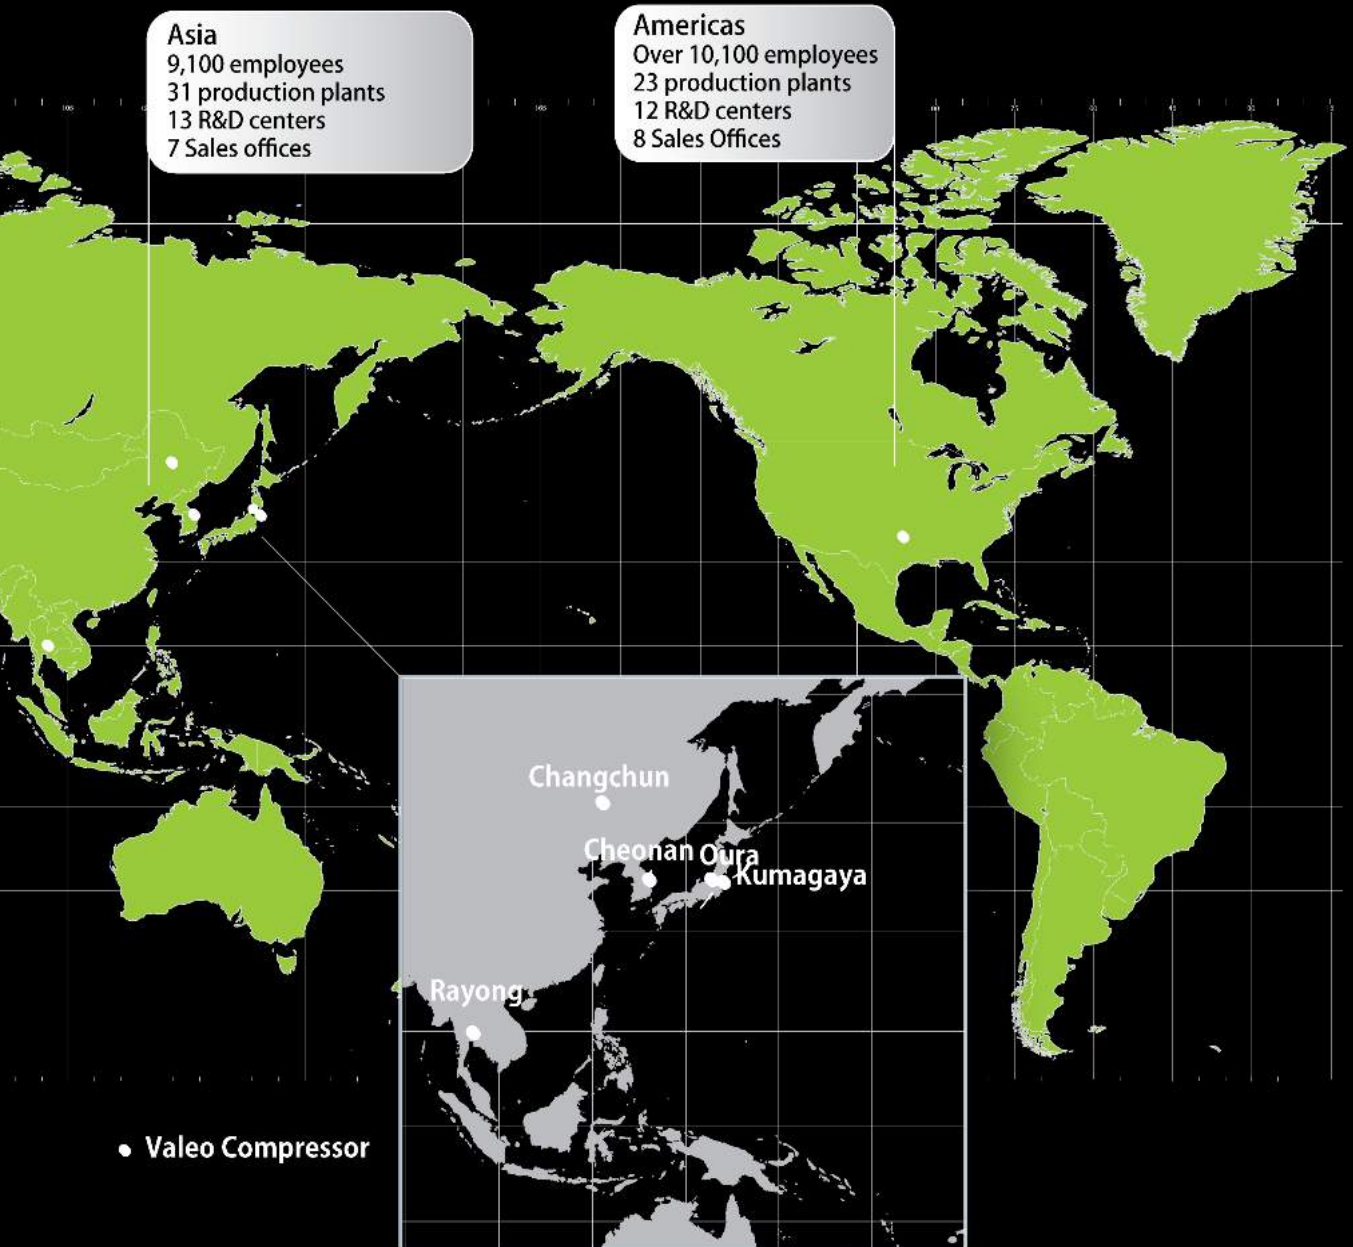 Asia
9,100 employees
31 production plants
13 R&D centers
7 Sales offices
Americas
Over 10,100 employees
23 production plants
12 R&D centers
8 Sales Offices
Changchun
Cheonan
Oura
Kumagaya
Rayong
Valeo Compressor